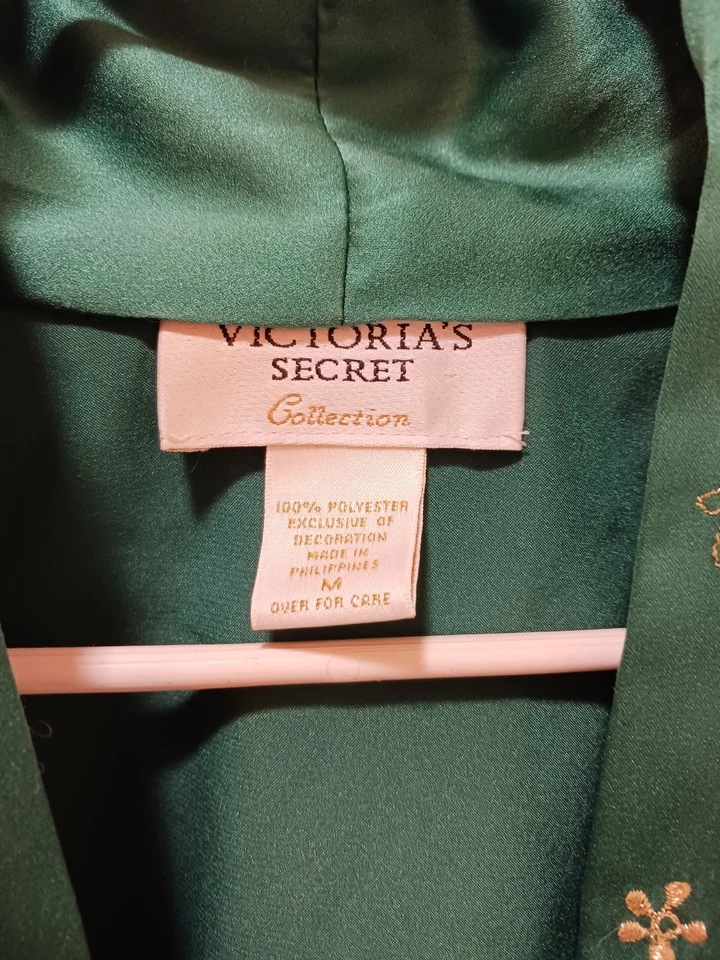 VICTORIA'S
SECRET
Collection
100% POLYESTER
EXCLUSIVE OF
DECORATION
MADE IN
PHILIPPINES
M
OVER FOR CARE